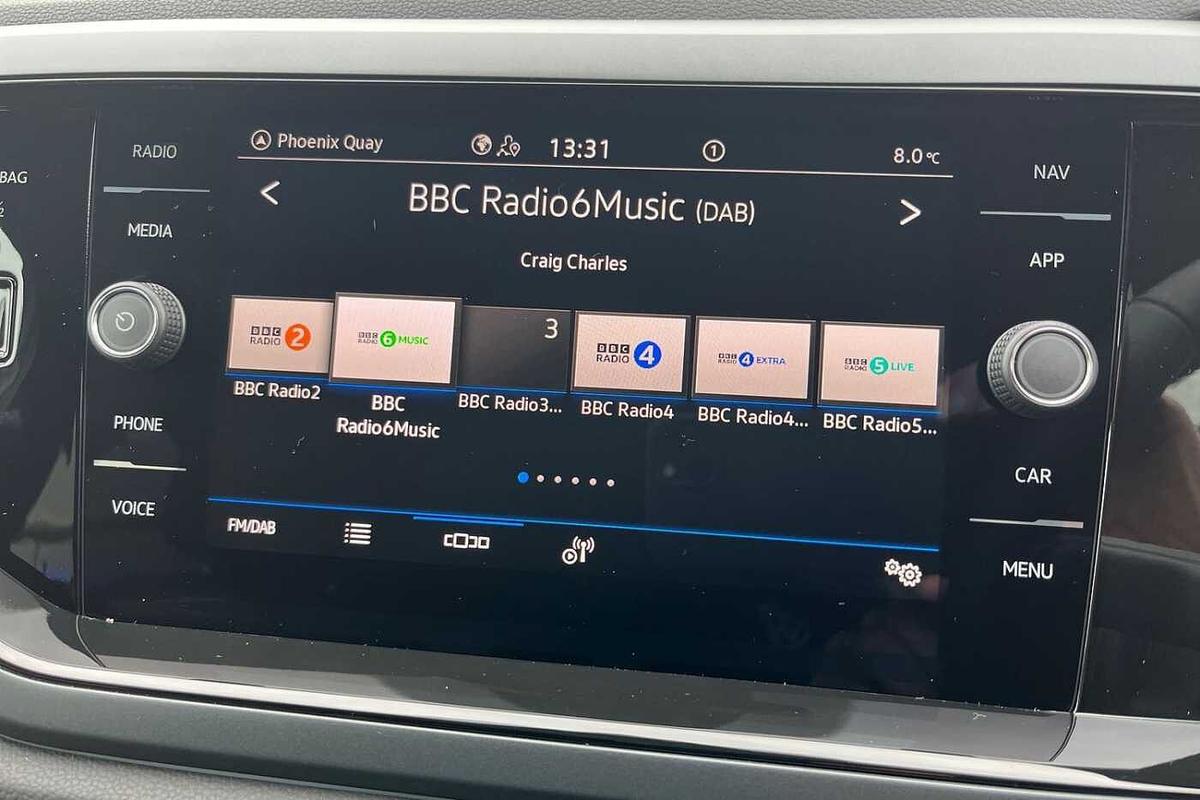 BAG
RADIO
MEDIA
PHONE
VOICE
Phoenix Quay
13:31
1
8.0°C
<
BBC Radio6Music (DAB)
>
Craig Charles
BBC RADIO 2
BBC RADIO 6 MUSIC
3
BBC RADIO 4
BBC RADIO 4 EXTRA
BBC RADIO 5 LIVE
BBC Radio2
BBC
Radio6Music
BBC Radio3...
BBC Radio4
BBC Radio4...
BBC Radio5...
FM/DAB
NAV
APP
CAR
MENU